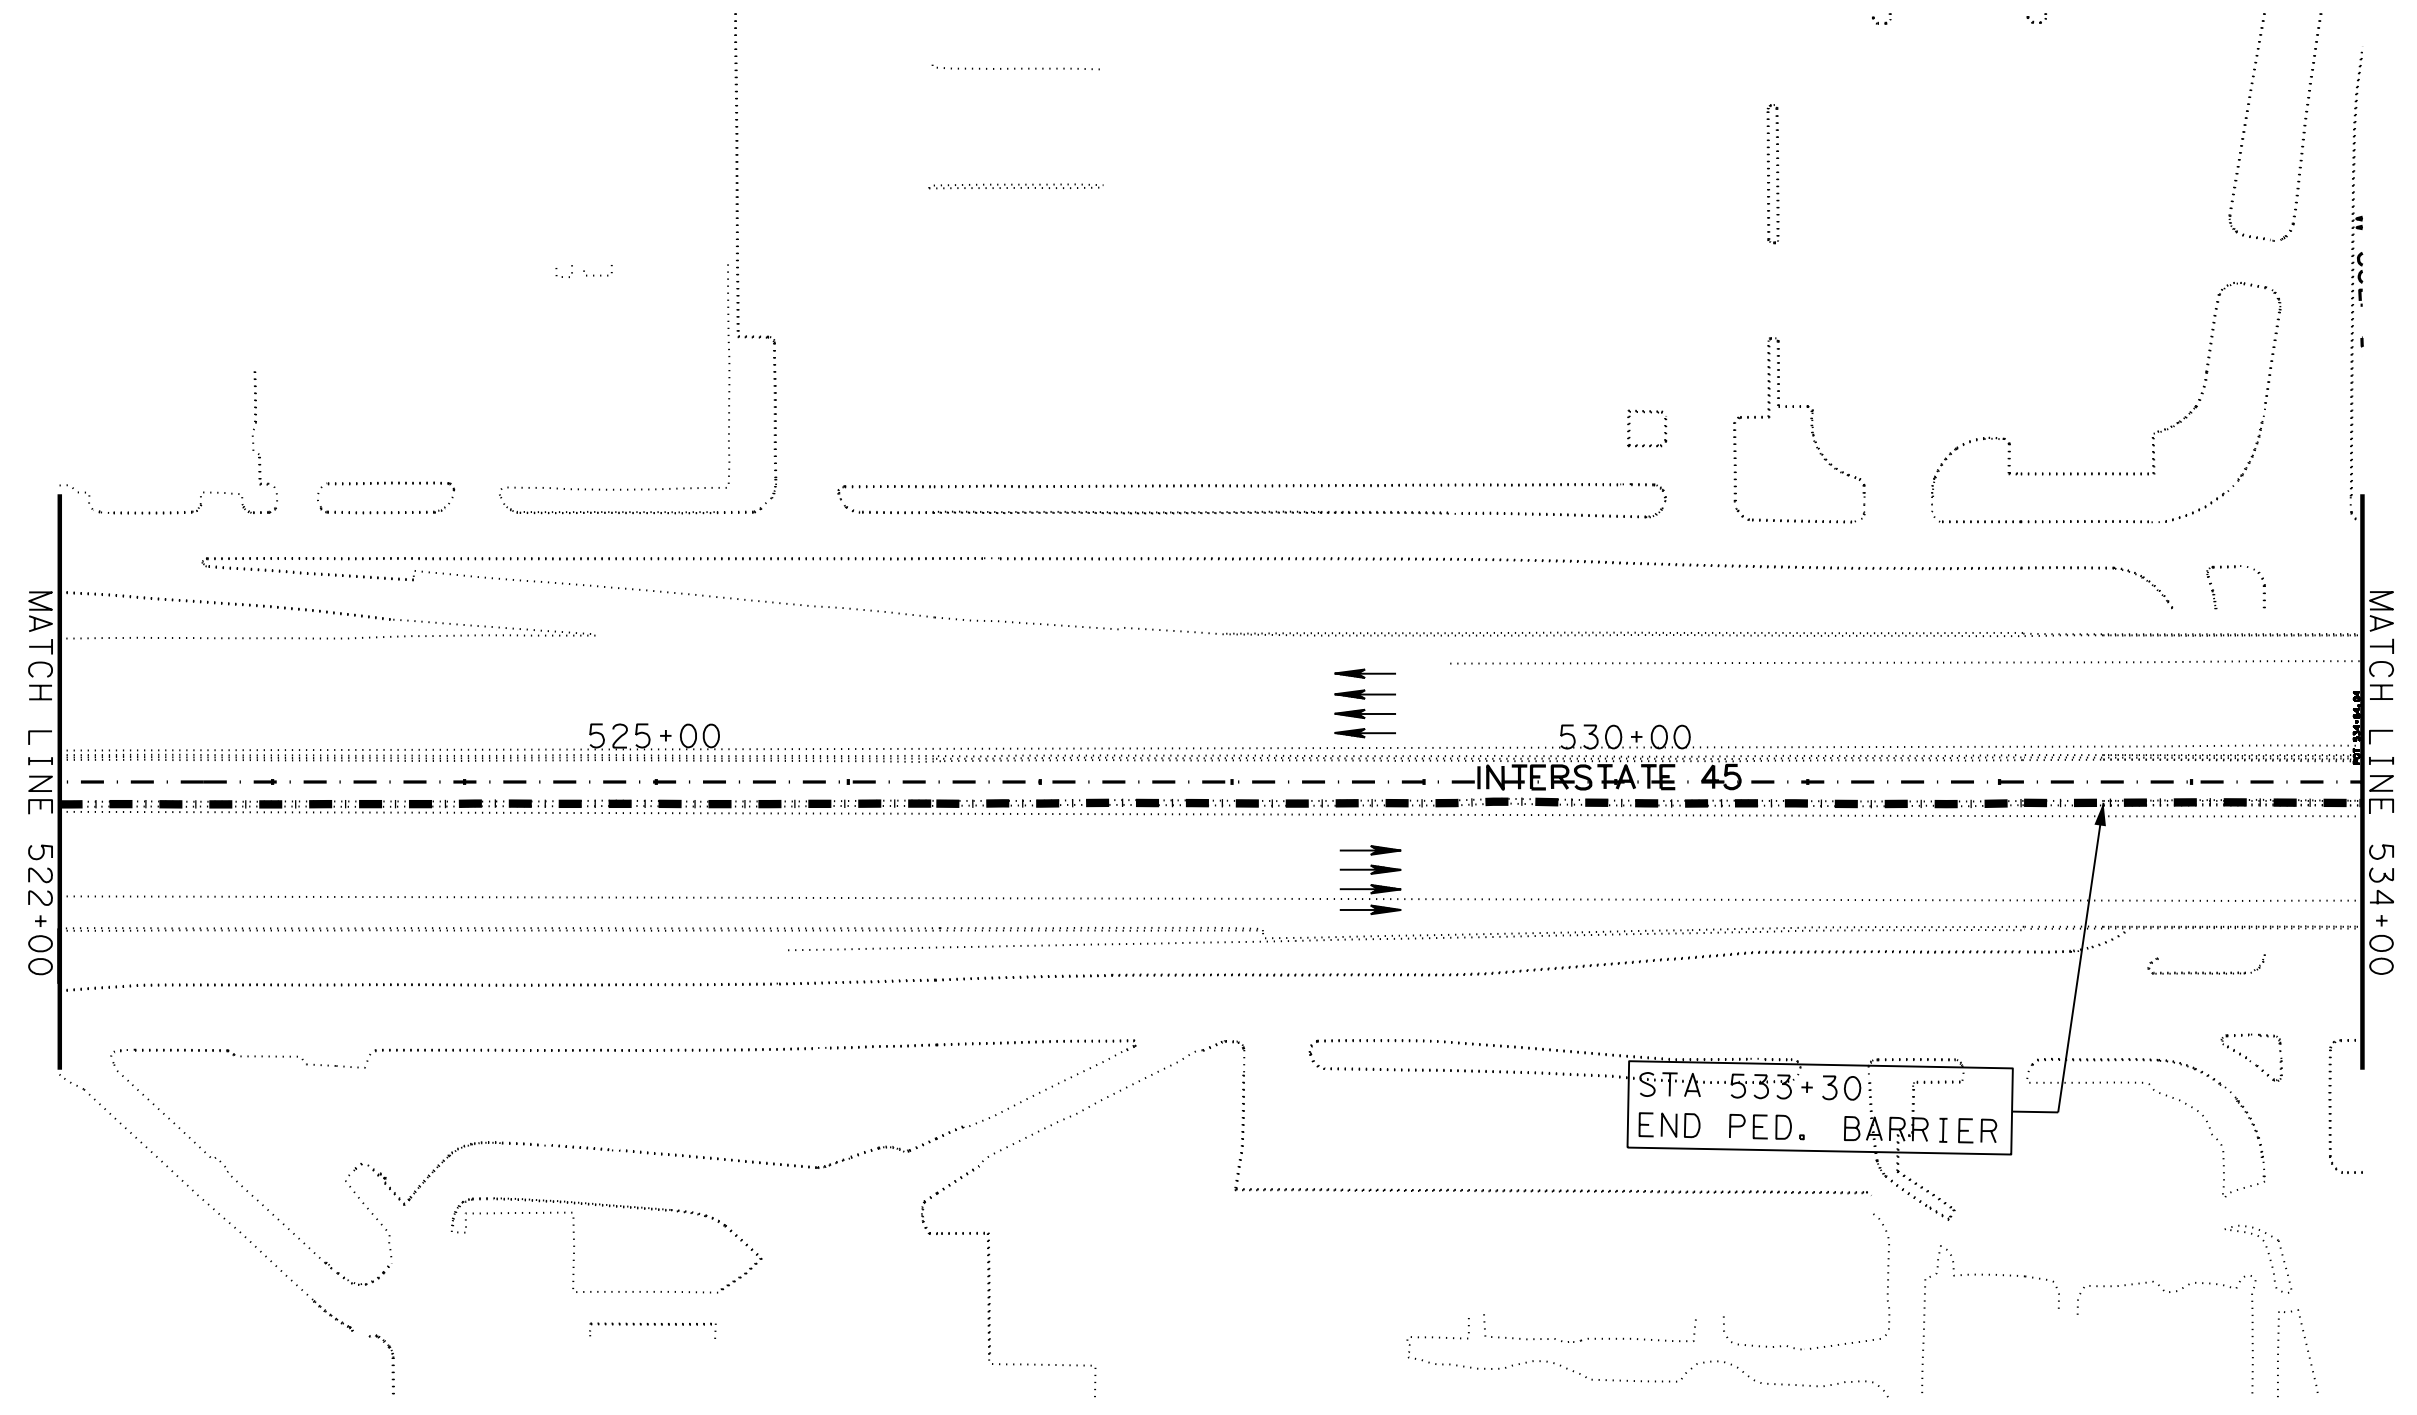 MATCH LINE 522+00
525+00
530+00
INTERSTATE 45
STA 533+30
END PED. BARRIER
MATCH LINE 534+00